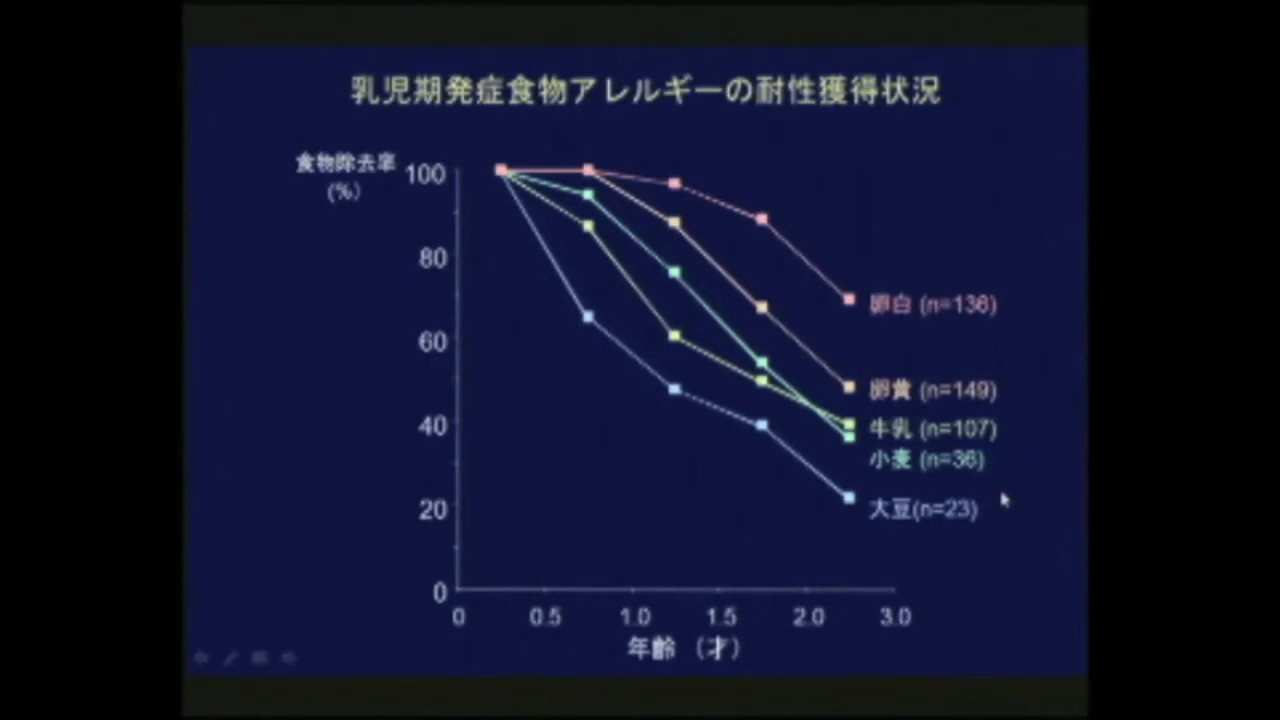 乳児期発症食物アレルギーの耐性獲得状況
食物除去率
(%)
100
80
60
40
20
0
0 0.5 1.0 1.5 2.0 3.0
年齢 （才）
卵白 (n=136)
卵黄 (n=149)
牛乳 (n=107)
小麦 (n=36)
大豆(n=23)